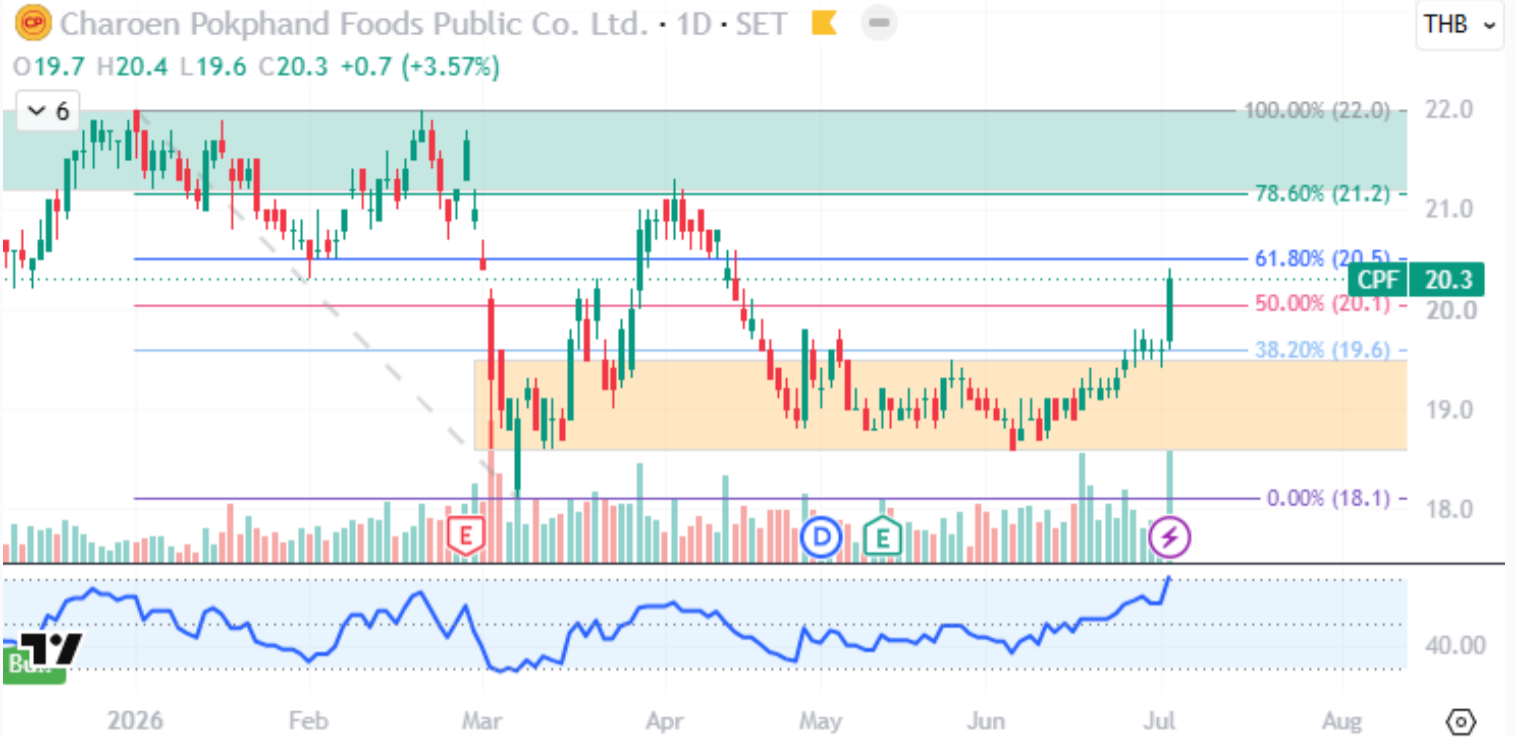 CP Charoen Pokphand Foods Public Co. Ltd. · 1D · SET
THB
O19.7 H20.4 L19.6 C20.3 +0.7 (+3.57%)
6
100.00% (22.0)
22.0
78.60% (21.2)
21.0
61.80% (20.5)
CPF 20.3
50.00% (20.1)
20.0
38.20% (19.6)
19.0
0.00% (18.1)
18.0
E
D
E
40.00
2026 Feb Mar Apr May Jun Jul Aug